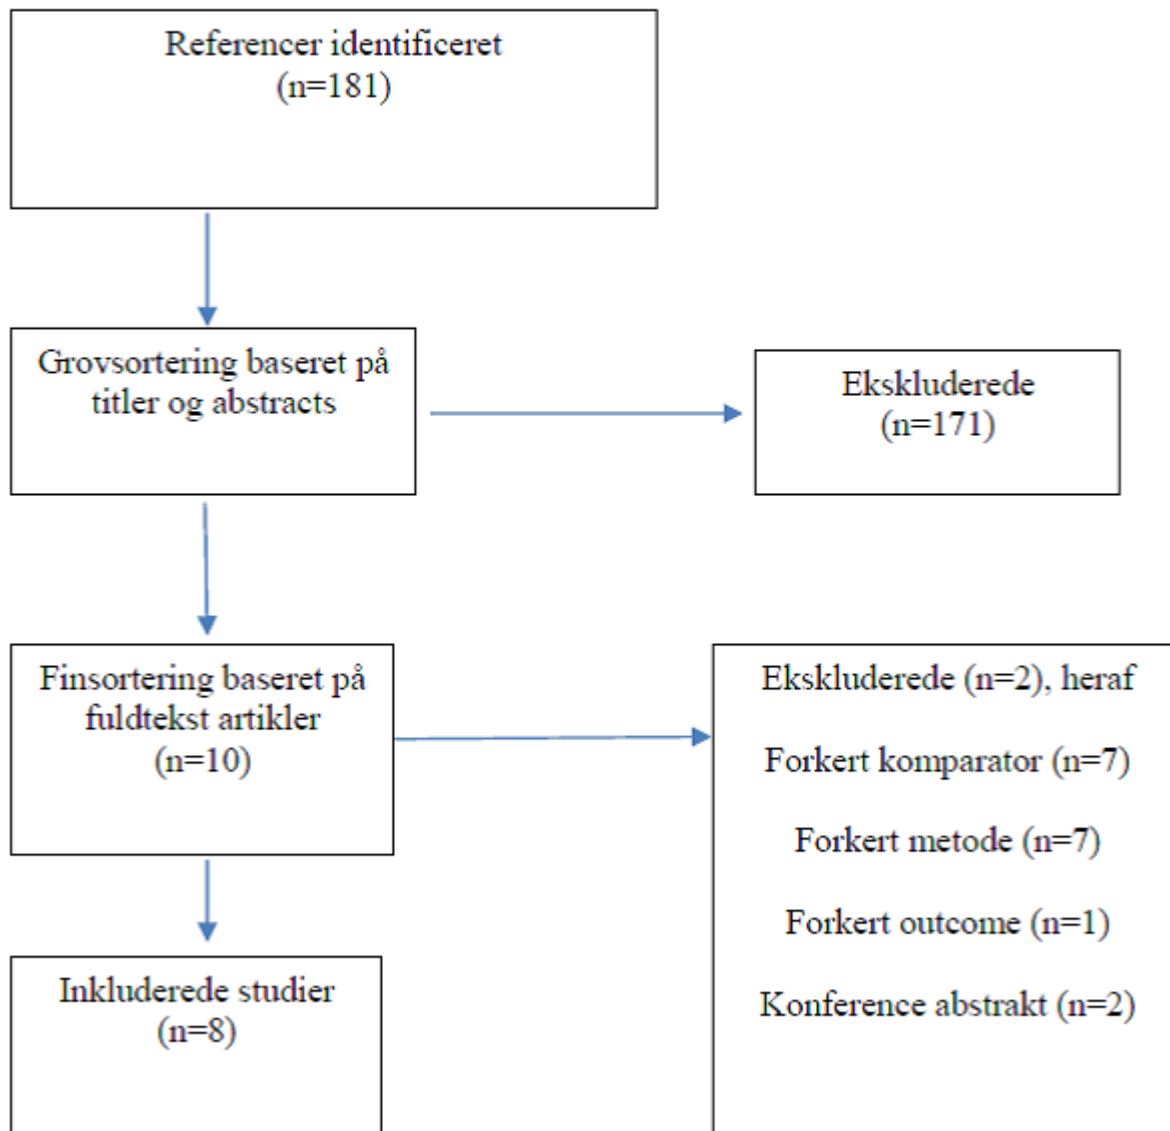 Referencer identificeret
(n=181)
Grovsortering baseret på
titler og abstracts
Ekskluderede
(n=171)
Finsortering baseret på
fuldtekst artikler
(n=10)
Ekskluderede (n=2), heraf
Forkert komparator (n=7)
Forkert metode (n=7)
Forkert outcome (n=1)
Konference abstrakt (n=2)
Inkluderede studier
(n=8)